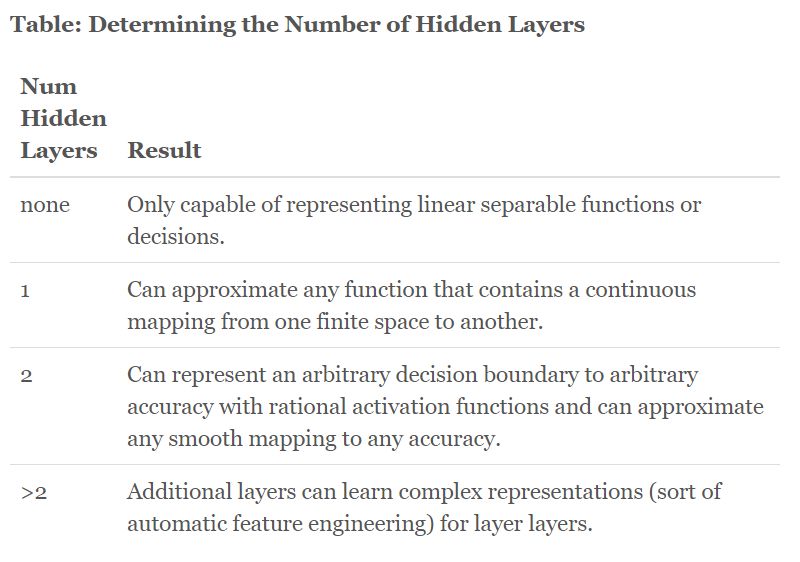 Table: Determining the Number of Hidden Layers
Num
Hidden
Layers Result
none Only capable of representing linear separable functions or
decisions.
1 Can approximate any function that contains a continuous
mapping from one finite space to another.
2 Can represent an arbitrary decision boundary to arbitrary
accuracy with rational activation functions and can approximate
any smooth mapping to any accuracy.
>2 Additional layers can learn complex representations (sort of
automatic feature engineering) for layer layers.